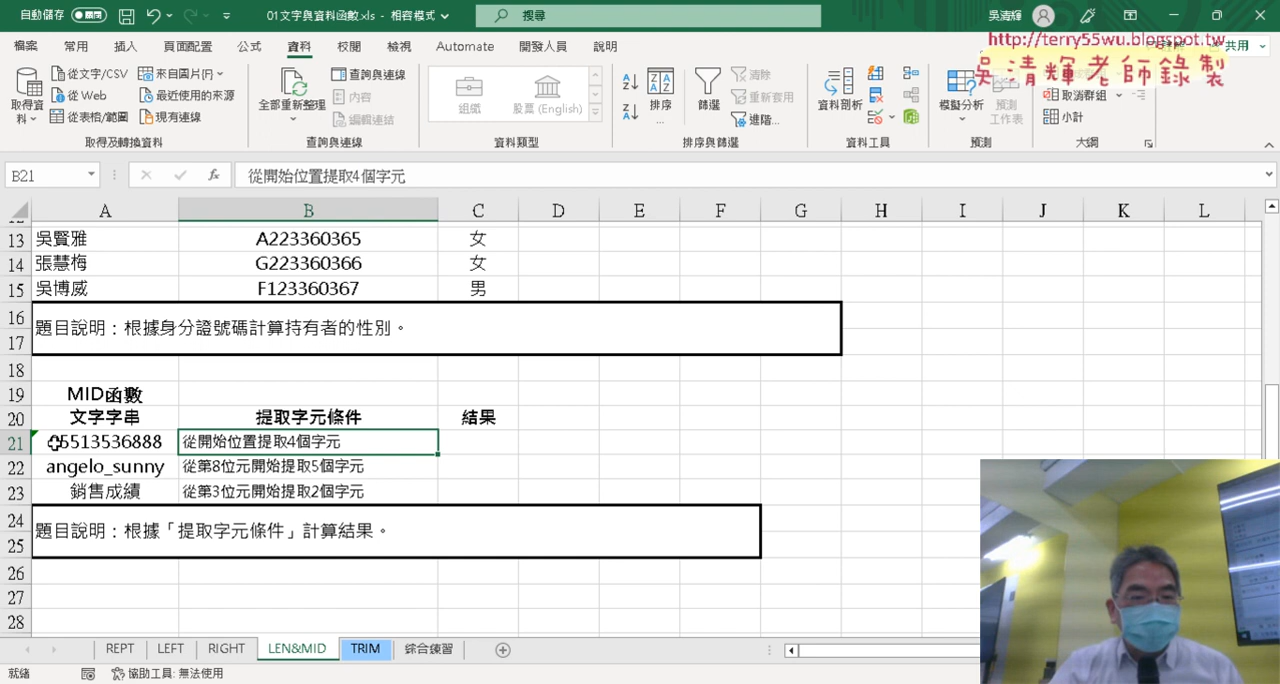 自動儲存 關閉 01文字與資料函數.xls - 相容模式 搜尋 吳清輝
檔案 常用 插入 頁面配置 公式 資料 校閱 檢視 Automate 開發人員 說明 共用
http://terry55wu.blogspot.tw
吳清輝老師錄製
取得資料 從文字/CSV 來自圖片(F)
從 Web 最近使用的來源
從表格/範圍 現有連線
全部重新整理 查詢與連線
內容
編輯連結
組織 股票 (English)
排序 篩選 清除
重新套用
進階...
資料剖析 模擬分析 預測工作表
取消群組
小計
取得及轉換資料 查詢與連線 資料類型 排序與篩選 資料工具 預測 大綱
B21 fx 從開始位置提取4個字元
A B C D E F G H I J K L
13 吳賢雅 A223360365 女
14 張慧梅 G223360366 女
15 吳博威 F123360367 男
16
題目說明：根據身分證號碼計算持有者的性別。
17
18
19 MID函數
20 文字字串 提取字元條件 結果
21 5513536888 從開始位置提取4個字元
22 angelo_sunny 從第8位元開始提取5個字元
23 銷售成績 從第3位元開始提取2個字元
24
題目說明：根據「提取字元條件」計算結果。
25
26
27
28
REPT LEFT RIGHT LEN&MID TRIM 綜合練習
就緒 協助工具: 無法使用